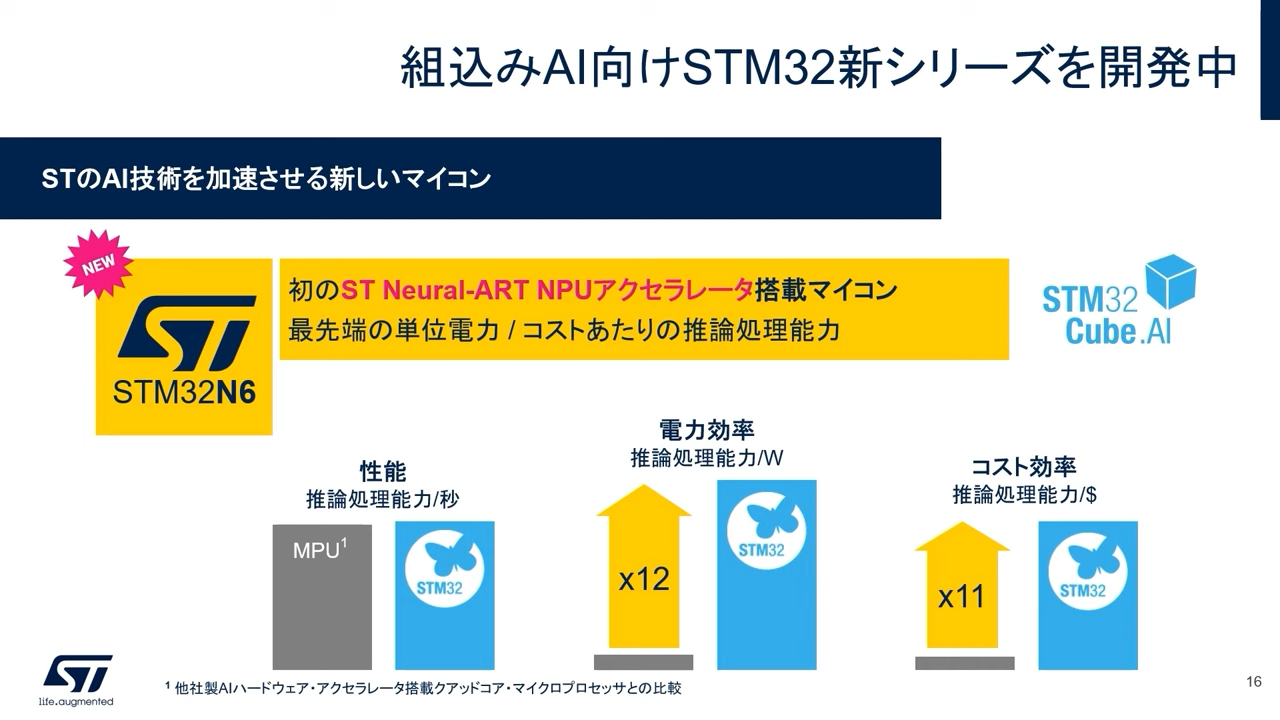 組込みAI向けSTM32新シリーズを開発中
STのAI技術を加速させる新しいマイコン
NEW
ST
STM32N6
初のST Neural-ART NPUアクセラレータ搭載マイコン
最先端の単位電力 / コストあたりの推論処理能力
STM32
Cube.AI
性能
推論処理能力/秒
MPU¹
STM32
電力効率
推論処理能力/W
x12
STM32
コスト効率
推論処理能力/$
x11
STM32
ST
life.augmented
¹ 他社製AIハードウェア・アクセラレータ搭載クアッドコア・マイクロプロセッサとの比較
16